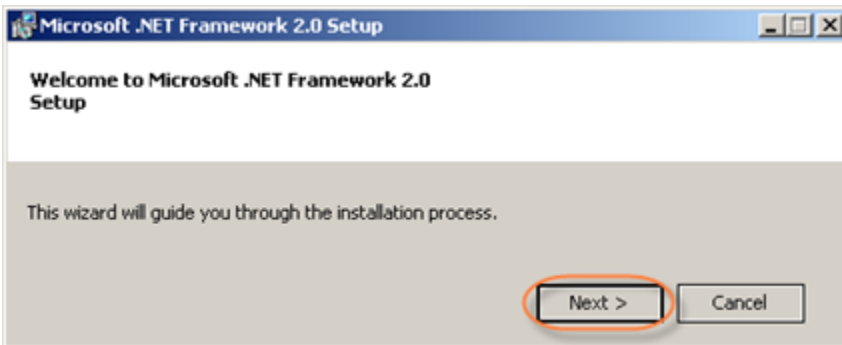 Microsoft .NET Framework 2.0 Setup
Welcome to Microsoft .NET Framework 2.0
Setup
This wizard will guide you through the installation process.
Next >
Cancel